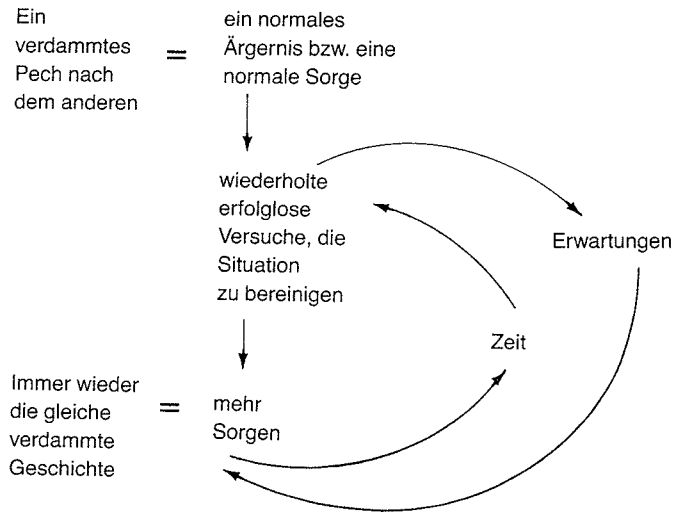 Ein
verdammtes
Pech nach
dem anderen
=
ein normales
Ärgernis bzw. eine
normale Sorge
wiederholte
erfolglose
Versuche, die
Situation
zu bereinigen
Erwartungen
Zeit
Immer wieder
die gleiche
verdammte
Geschichte
=
mehr
Sorgen